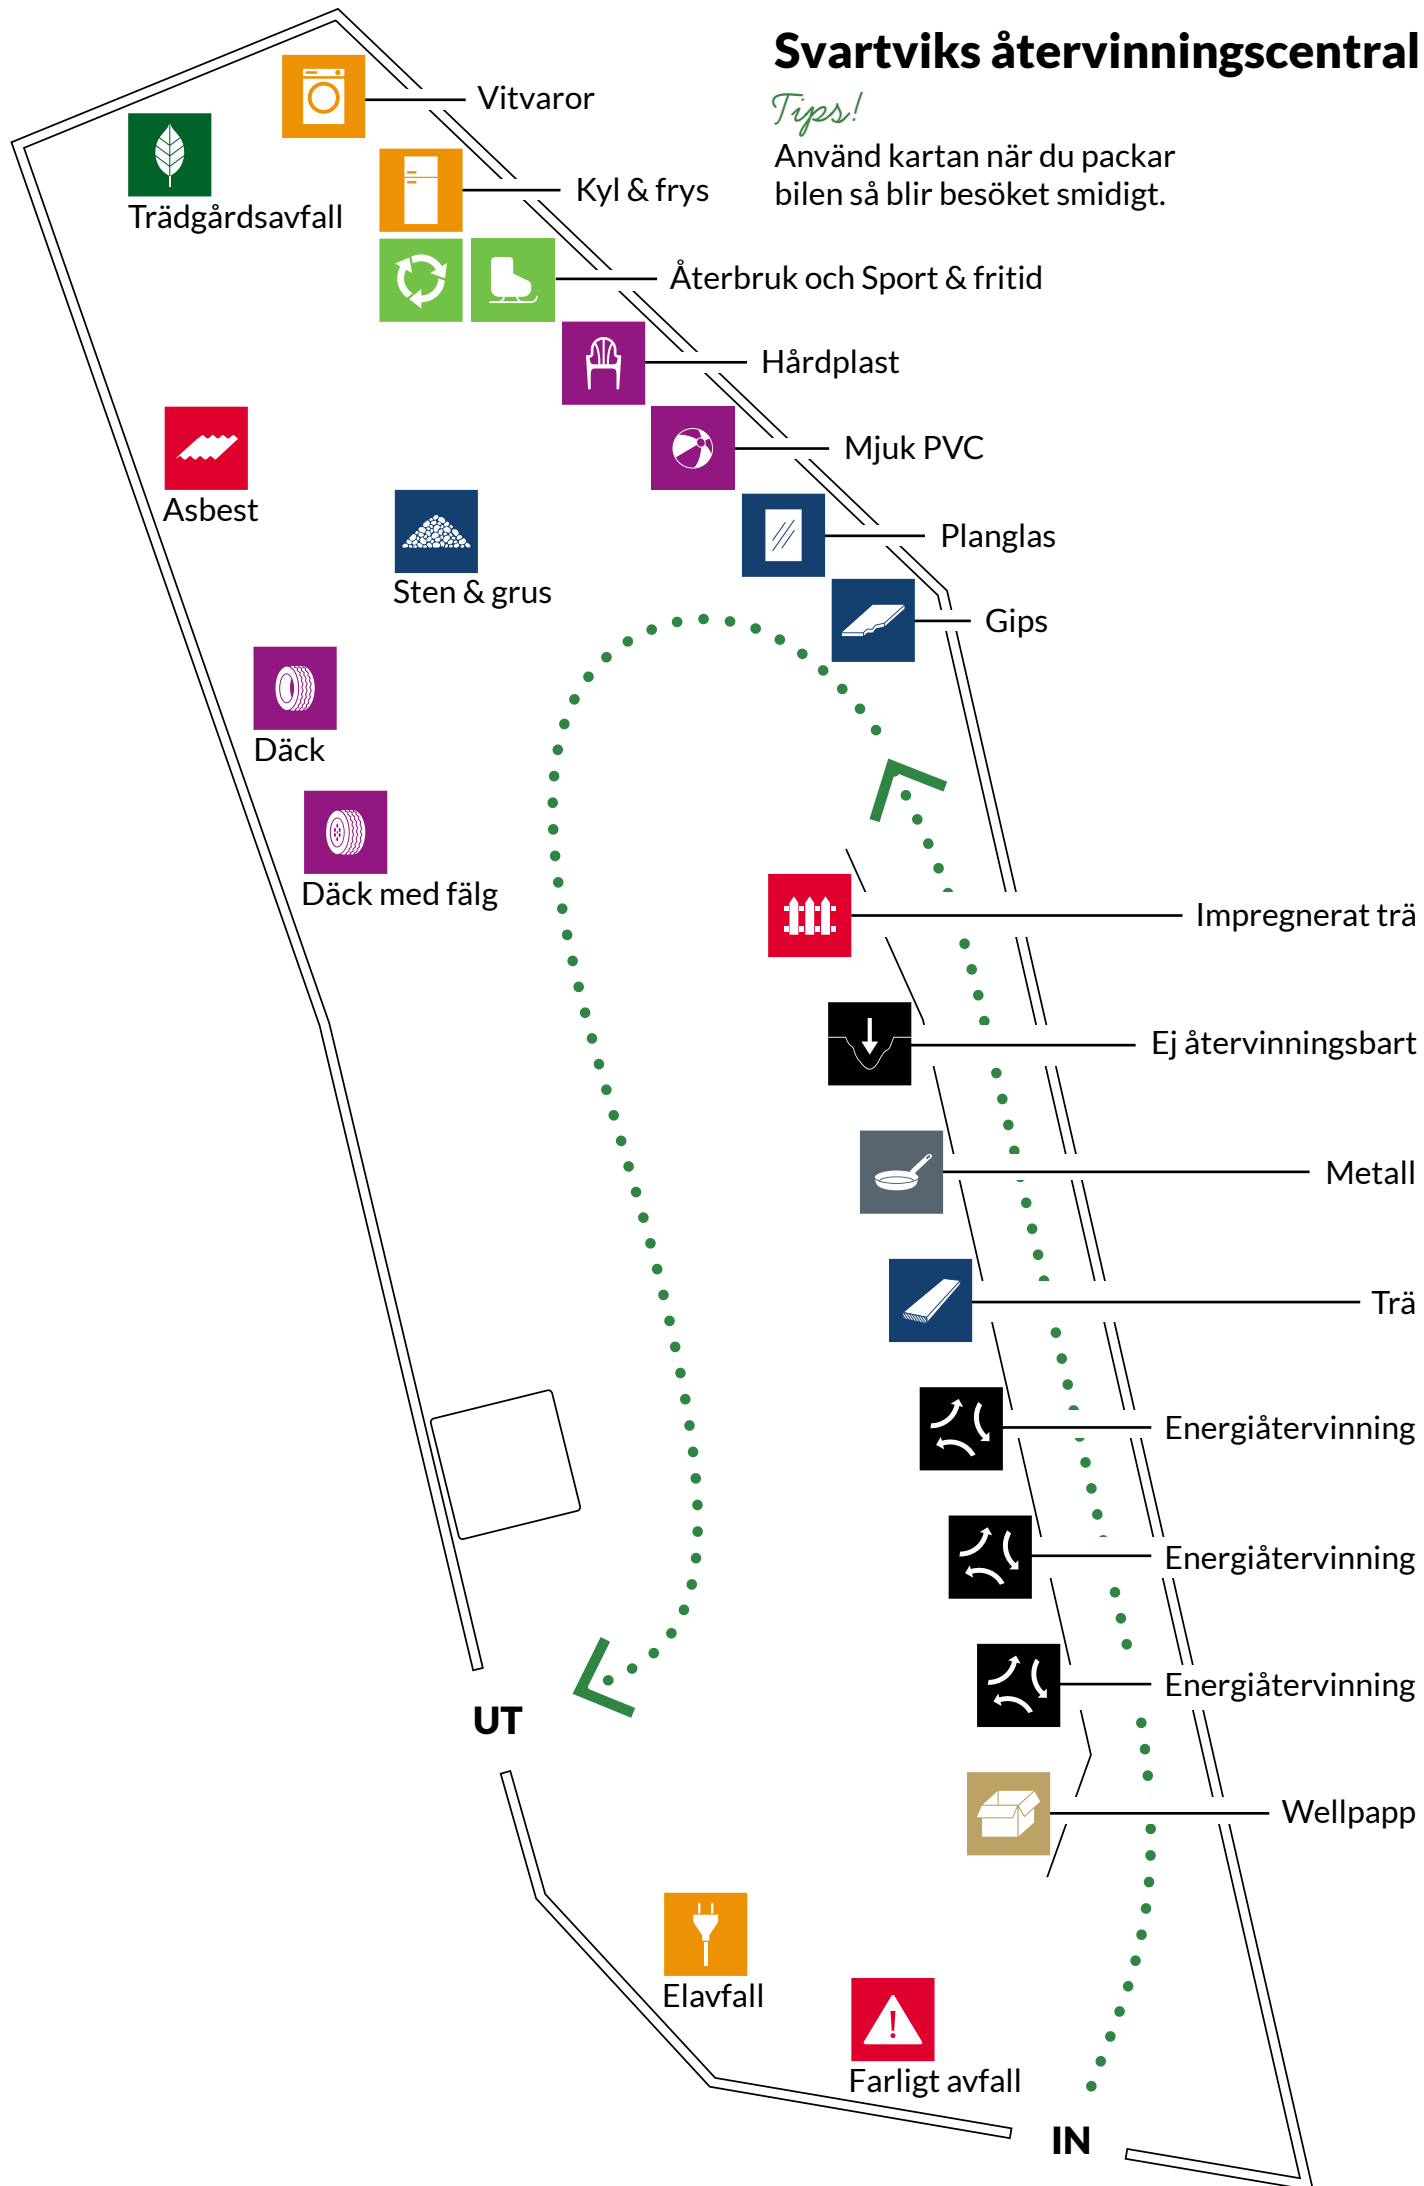 Svartviks återvinningscentral
Tips!
Använd kartan när du packar
bilen så blir besöket smidigt.
Vitvaror
Trädgårdsavfall
Kyl & frys
Återbruk och Sport & fritid
Hårdplast
Mjuk PVC
Asbest
Planglas
Sten & grus
Gips
Däck
Däck med fälg
Impregnerat trä
Ej återvinningsbart
Metall
Trä
Energiåtervinning
Energiåtervinning
Energiåtervinning
UT
Wellpapp
Elavfall
Farligt avfall
IN